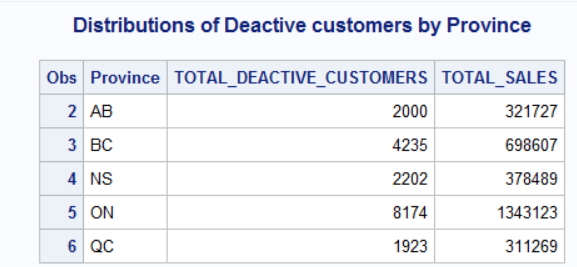 Distributions of Deactive customers by Province
Obs Province TOTAL_DEACTIVE_CUSTOMERS TOTAL_SALES
2 AB 2000 321727
3 BC 4235 698607
4 NS 2202 378489
5 ON 8174 1343123
6 QC 1923 311269